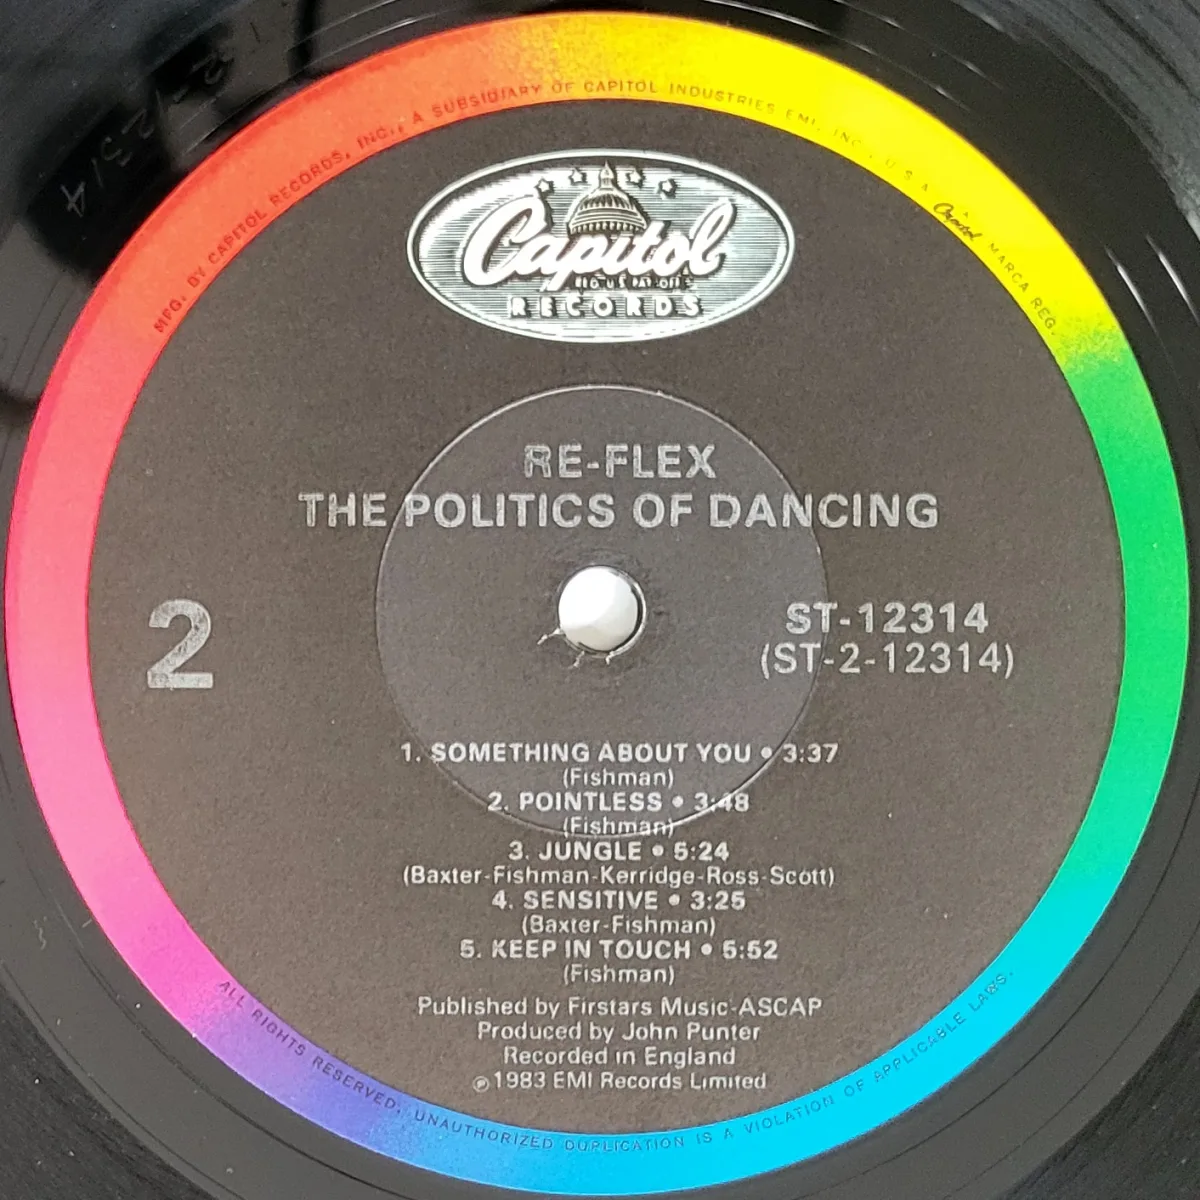 MFG. BY CAPITOL RECORDS, INC., A SUBSIDIARY OF CAPITOL INDUSTRIES EMI, INC., U.S.A. Capitol MARCA REG.
Capitol
REG. U.S. PAT. OFF.
RECORDS
RE-FLEX
THE POLITICS OF DANCING
2
ST-12314
(ST-2-12314)
1. SOMETHING ABOUT YOU • 3:37
(Fishman)
2. POINTLESS • 3:48
(Fishman)
3. JUNGLE • 5:24
(Baxter-Fishman-Kerridge-Ross-Scott)
4. SENSITIVE • 3:25
(Baxter-Fishman)
5. KEEP IN TOUCH • 5:52
(Fishman)
Published by Firstars Music-ASCAP
Produced by John Punter
Recorded in England
℗1983 EMI Records Limited
ALL RIGHTS RESERVED. UNAUTHORIZED DUPLICATION IS A VIOLATION OF APPLICABLE LAWS.